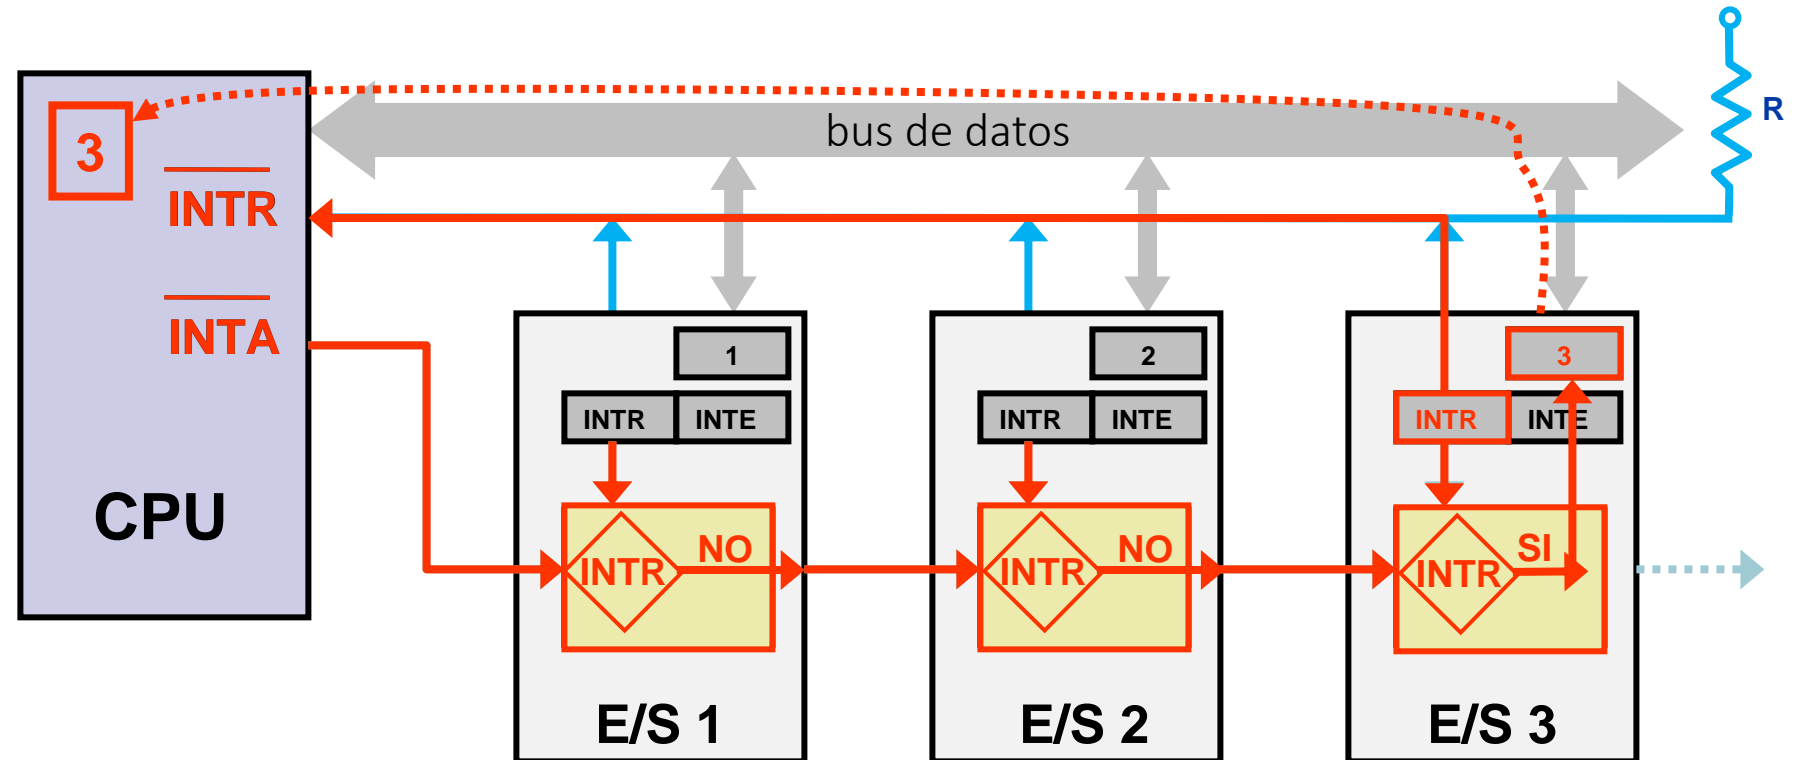 R
bus de datos
3
INTR
INTA
CPU
1
INTR INTE
INTR NO
E/S 1
2
INTR INTE
INTR NO
E/S 2
3
INTR INTE
INTR SI
E/S 3